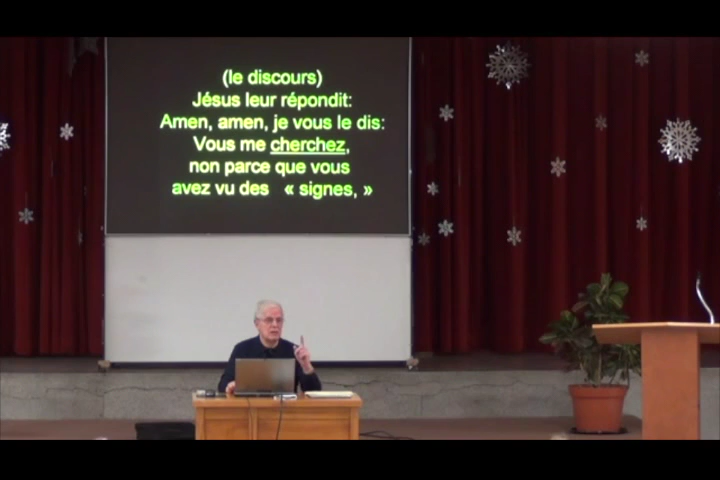 (le discours)
Jésus leur répondit:
Amen, amen, je vous le dis:
Vous me cherchez,
non parce que vous
avez vu des « signes, »